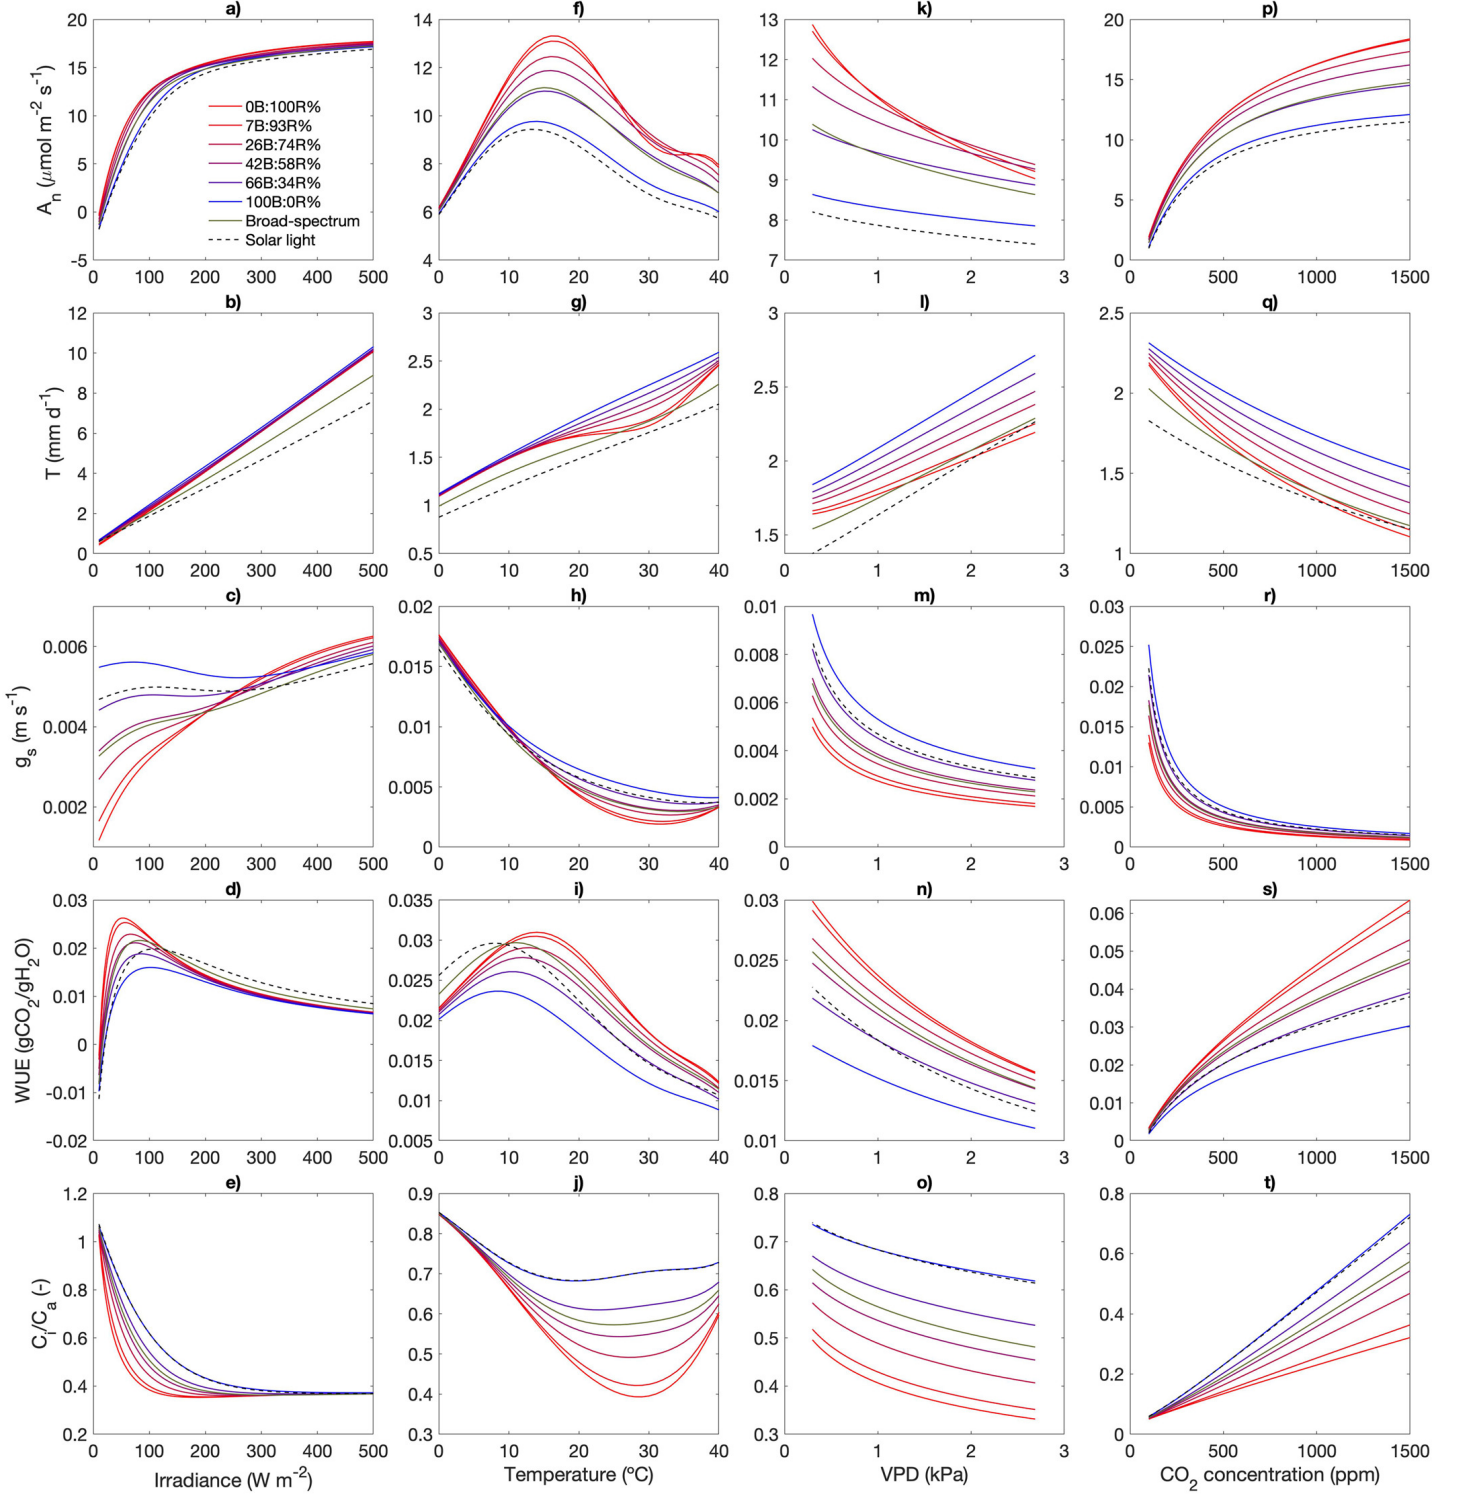 a)
A_n (μmol m^-2 s^-1)
20
15
10
5
0
-5
0B:100R%
7B:93R%
26B:74R%
42B:58R%
66B:34R%
100B:0R%
Broad-spectrum
Solar light
0 100 200 300 400 500
f)
14
12
10
8
6
4
0 10 20 30 40
k)
13
12
11
10
9
8
7
0 1 2 3
p)
20
15
10
5
0
0 500 1000 1500
b)
T (mm d^-1)
12
10
8
6
4
2
0
0 100 200 300 400 500
g)
3
2.5
2
1.5
1
0.5
0 10 20 30 40
l)
3
2.5
2
1.5
0 1 2 3
q)
2.5
2
1.5
1
0 500 1000 1500
c)
g_s (m s^-1)
0.006
0.004
0.002
0 100 200 300 400 500
h)
0.02
0.015
0.01
0.005
0
0 10 20 30 40
m)
0.01
0.008
0.006
0.004
0.002
0
0 1 2 3
r)
0.03
0.025
0.02
0.015
0.01
0.005
0
0 500 1000 1500
d)
WUE (gCO_2/gH_2O)
0.03
0.02
0.01
0
-0.01
-0.02
0 100 200 300 400 500
i)
0.035
0.03
0.025
0.02
0.015
0.01
0.005
0 10 20 30 40
n)
0.03
0.025
0.02
0.015
0.01
0 1 2 3
s)
0.06
0.05
0.04
0.03
0.02
0.01
0
0 500 1000 1500
e)
C_i/C_a (-)
1.2
1
0.8
0.6
0.4
0.2
0 100 200 300 400 500
Irradiance (W m^-2)
j)
0.9
0.8
0.7
0.6
0.5
0.4
0.3
0 10 20 30 40
Temperature (ºC)
o)
0.8
0.7
0.6
0.5
0.4
0.3
0 1 2 3
VPD (kPa)
t)
0.8
0.6
0.4
0.2
0
0 500 1000 1500
CO_2 concentration (ppm)